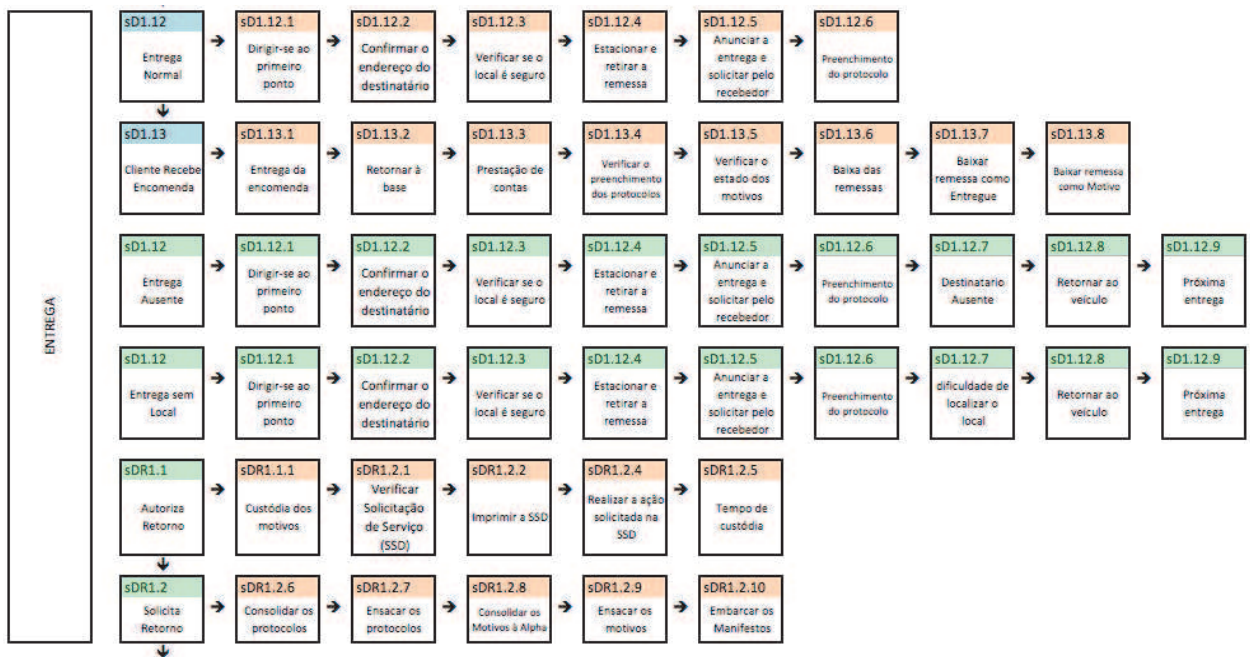 ENTREGA
sD1.12
Entrega
Normal
sD1.12.1
Dirigir-se ao
primeiro
ponto
sD1.12.2
Confirmar o
endereço do
destinatário
sD1.12.3
Verificar se o
local é seguro
sD1.12.4
Estacionar e
retirar a
remessa
sD1.12.5
Anunciar a
entrega e
solicitar pelo
recebedor
sD1.12.6
Preenchimento
do protocolo
sD1.13
Cliente Recebe
Encomenda
sD1.13.1
Entrega da
encomenda
sD1.13.2
Retornar à
base
sD1.13.3
Prestação de
contas
sD1.13.4
Verificar o
preenchimento
dos protocolos
sD1.13.5
Verificar o
estado dos
motivos
sD1.13.6
Baixa das
remessas
sD1.13.7
Baixar
remessa como
Entregue
sD1.13.8
Baixar remessa
como Motivo
sD1.12
Entrega
Ausente
sD1.12.1
Dirigir-se ao
primeiro
ponto
sD1.12.2
Confirmar o
endereço do
destinatário
sD1.12.3
Verificar se o
local é seguro
sD1.12.4
Estacionar e
retirar a
remessa
sD1.12.5
Anunciar a
entrega e
solicitar pelo
recebedor
sD1.12.6
Preenchimento
do protocolo
sD1.12.7
Destinatario
Ausente
sD1.12.8
Retornar ao
veículo
sD1.12.9
Próxima
entrega
sD1.12
Entrega sem
Local
sD1.12.1
Dirigir-se ao
primeiro
ponto
sD1.12.2
Confirmar o
endereço do
destinatário
sD1.12.3
Verificar se o
local é seguro
sD1.12.4
Estacionar e
retirar a
remessa
sD1.12.5
Anunciar a
entrega e
solicitar pelo
recebedor
sD1.12.6
Preenchimento
do protocolo
sD1.12.7
dificuldade de
localizar o
local
sD1.12.8
Retornar ao
veículo
sD1.12.9
Próxima
entrega
sDR1.1
Autoriza
Retorno
sDR1.1.1
Custódia dos
motivos
sDR1.2.1
Verificar
Solicitação
de Serviço
(SSD)
sDR1.2.2
Imprimir a SSD
sDR1.2.4
Realizar a ação
solicitada na
SSD
sDR1.2.5
Tempo de
custódia
sDR1.2
Solicita
Retorno
sDR1.2.6
Consolidar os
protocolos
sDR1.2.7
Ensacar os
protocolos
sDR1.2.8
Consolidar os
Motivos à Alpha
sDR1.2.9
Ensacar os
motivos
sDR1.2.10
Embarcar os
Manifestos